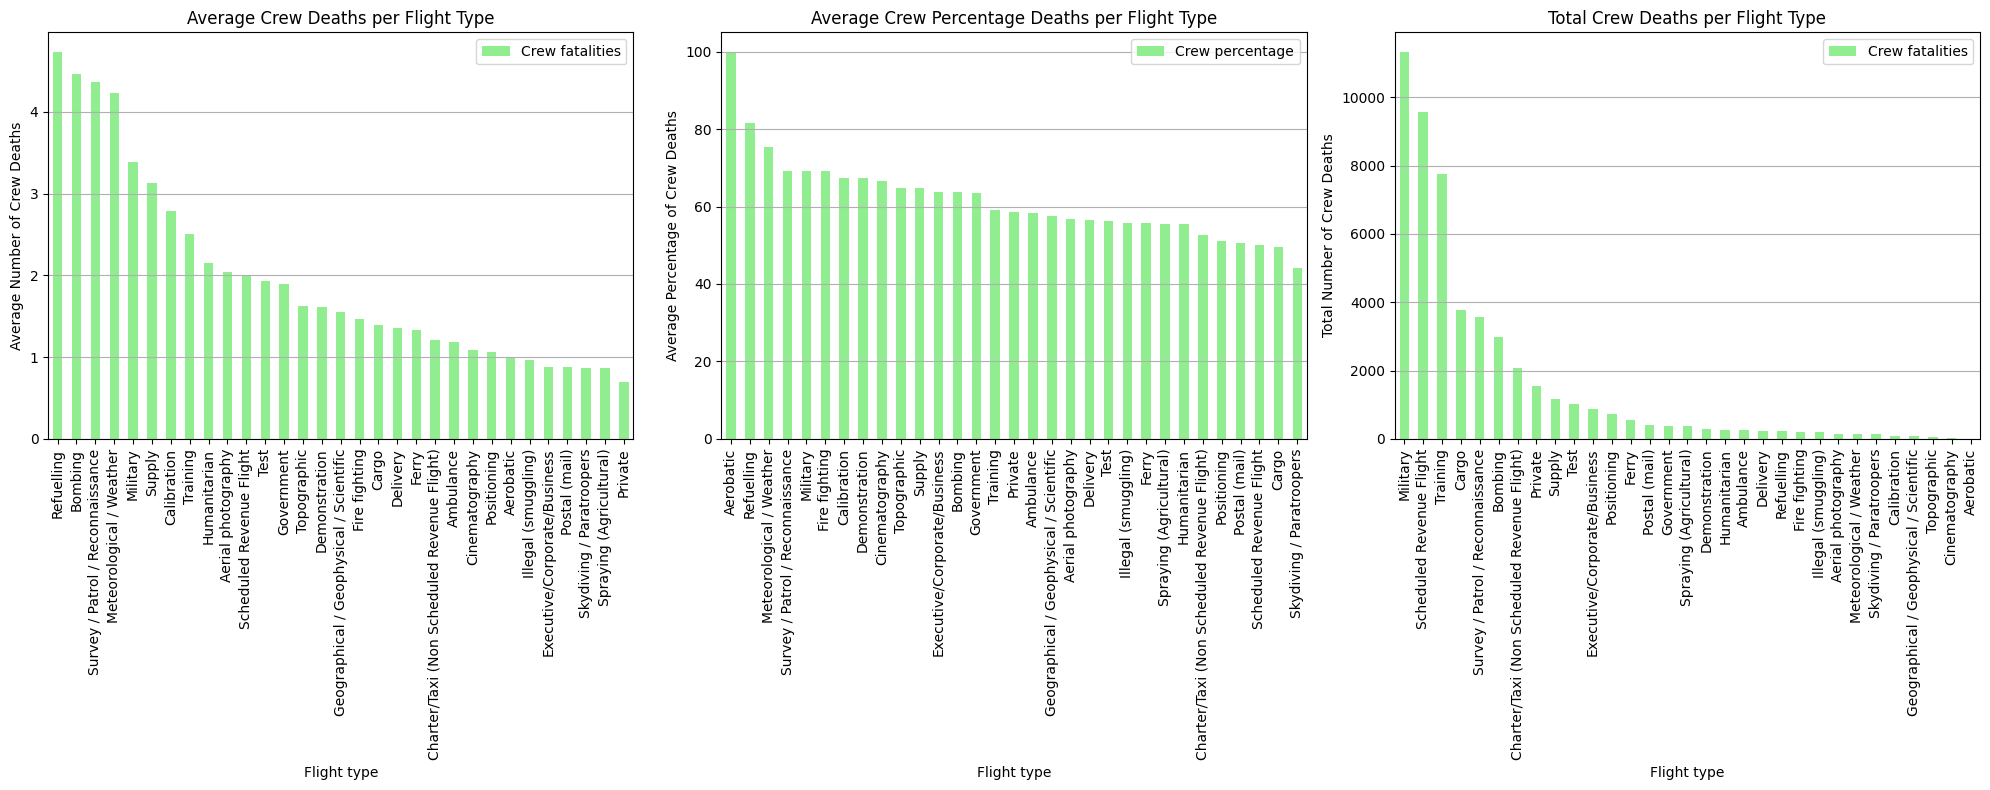 Average Crew Deaths per Flight Type
Crew fatalities
Average Number of Crew Deaths
4
3
2
1
0
Refuelling
Bombing
Survey / Patrol / Reconnaissance
Meteorological / Weather
Military
Supply
Calibration
Training
Humanitarian
Aerial photography
Scheduled Revenue Flight
Test
Government
Topographic
Demonstration
Geographical / Geophysical / Scientific
Fire fighting
Cargo
Delivery
Ferry
Charter/Taxi (Non Scheduled Revenue Flight)
Ambulance
Cinematography
Positioning
Aerobatic
Illegal (smuggling)
Executive/Corporate/Business
Postal (mail)
Skydiving / Paratroopers
Spraying (Agricultural)
Private
Flight type
Average Crew Percentage Deaths per Flight Type
Crew percentage
Average Percentage of Crew Deaths
100
80
60
40
20
0
Aerobatic
Refuelling
Meteorological / Weather
Survey / Patrol / Reconnaissance
Military
Fire fighting
Calibration
Demonstration
Cinematography
Topographic
Supply
Executive/Corporate/Business
Bombing
Government
Training
Private
Ambulance
Geographical / Geophysical / Scientific
Aerial photography
Delivery
Test
Illegal (smuggling)
Ferry
Spraying (Agricultural)
Humanitarian
Charter/Taxi (Non Scheduled Revenue Flight)
Positioning
Postal (mail)
Scheduled Revenue Flight
Cargo
Skydiving / Paratroopers
Flight type
Total Crew Deaths per Flight Type
Crew fatalities
Total Number of Crew Deaths
10000
8000
6000
4000
2000
0
Military
Scheduled Revenue Flight
Training
Cargo
Survey / Patrol / Reconnaissance
Bombing
Charter/Taxi (Non Scheduled Revenue Flight)
Private
Supply
Test
Executive/Corporate/Business
Positioning
Ferry
Postal (mail)
Government
Spraying (Agricultural)
Demonstration
Humanitarian
Ambulance
Delivery
Refuelling
Fire fighting
Illegal (smuggling)
Aerial photography
Meteorological / Weather
Skydiving / Paratroopers
Calibration
Geographical / Geophysical / Scientific
Topographic
Cinematography
Aerobatic
Flight type